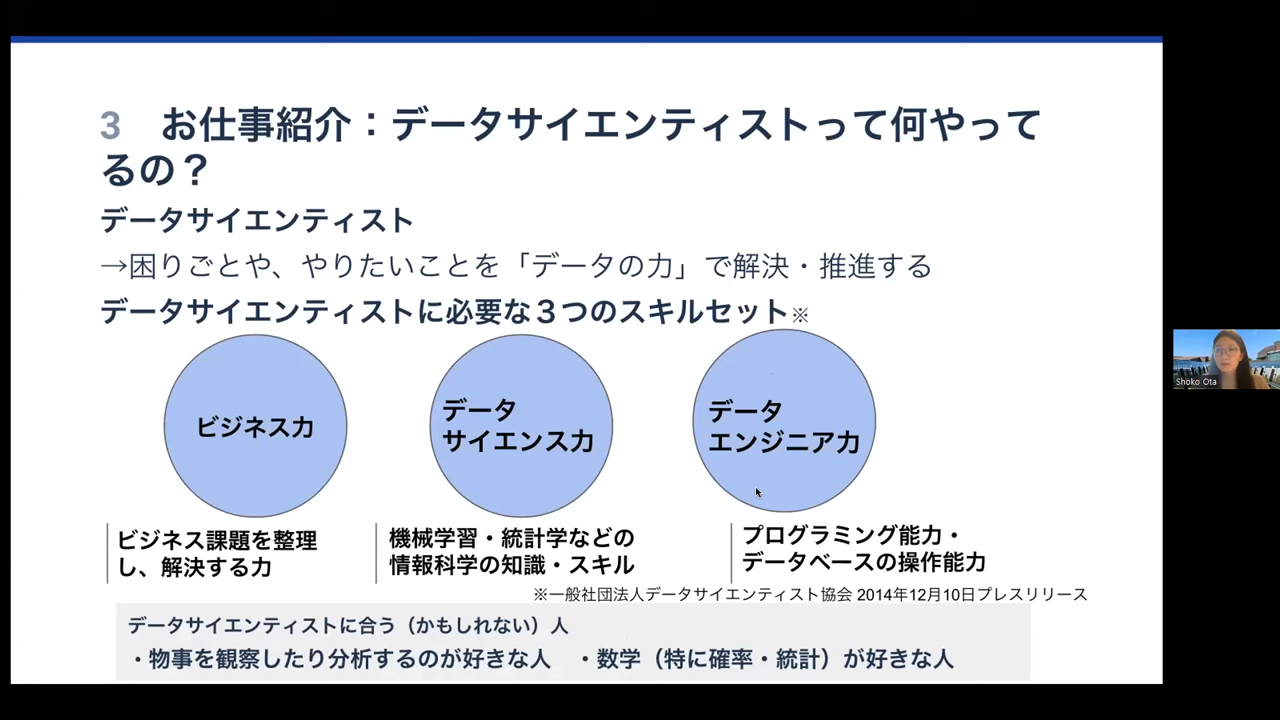 3 お仕事紹介：データサイエンティストって何やって
るの？
データサイエンティスト
→困りごとや、やりたいことを「データの力」で解決・推進する
データサイエンティストに必要な３つのスキルセット※
ビジネス力
データ
サイエンス力
データ
エンジニア力
ビジネス課題を整理
し、解決する力
機械学習・統計学などの
情報科学の知識・スキル
プログラミング能力・
データベースの操作能力
※一般社団法人データサイエンティスト協会 2014年12月10日プレスリリース
データサイエンティストに合う（かもしれない）人
・物事を観察したり分析するのが好きな人 ・数学（特に確率・統計）が好きな人
Shoko Ota